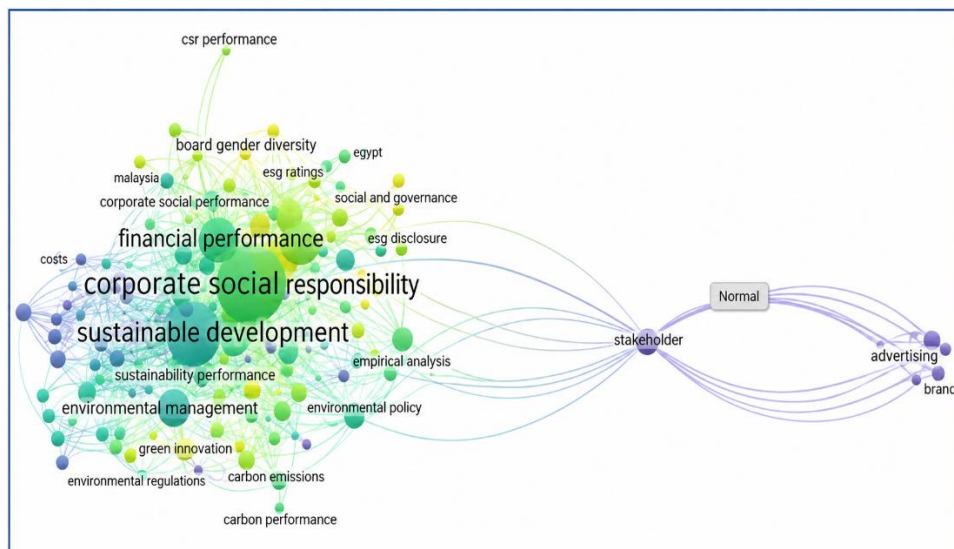 csr performance
board gender diversity
egypt
malaysia
esg ratings
corporate social performance
social and governance
financial performance
esg disclosure
costs
corporate social responsibility
Normal
sustainable development
stakeholder
advertising
empirical analysis
sustainability performance
brand
environmental management
environmental policy
green innovation
environmental regulations
carbon emissions
carbon performance